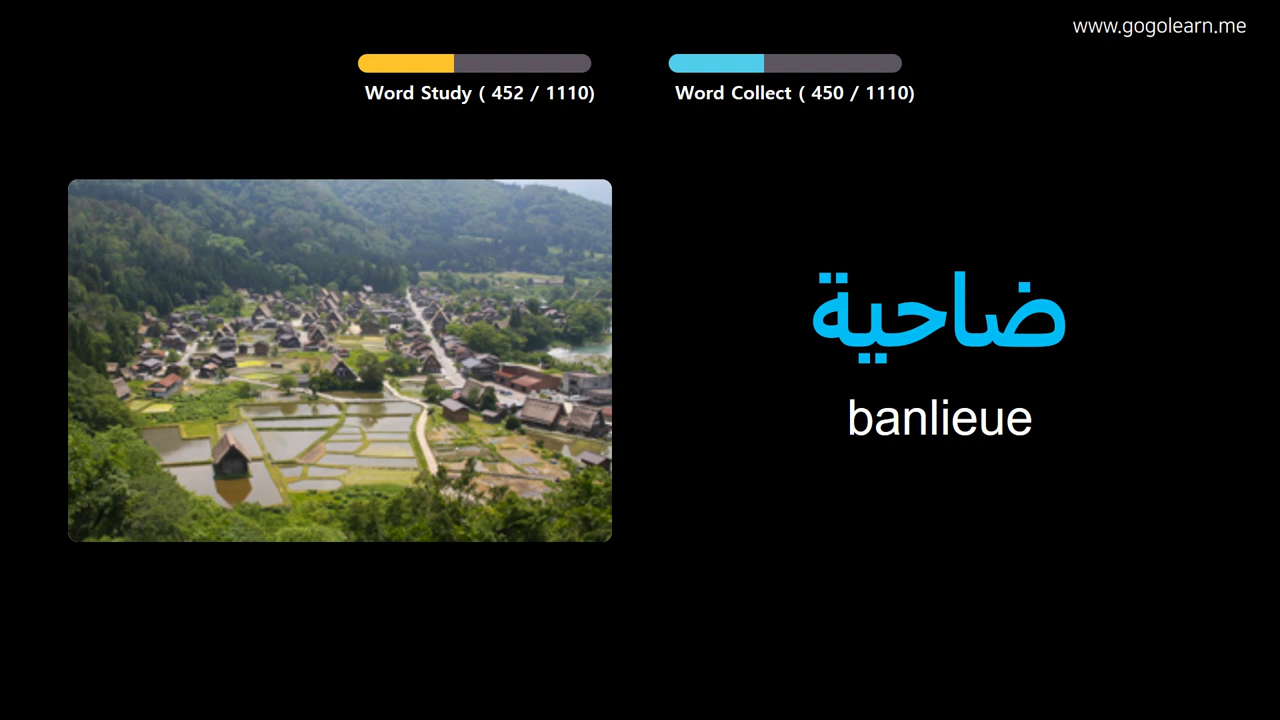 www.gogolearn.me
Word Study ( 452 / 1110)
Word Collect ( 450 / 1110)
ضاحية
banlieue